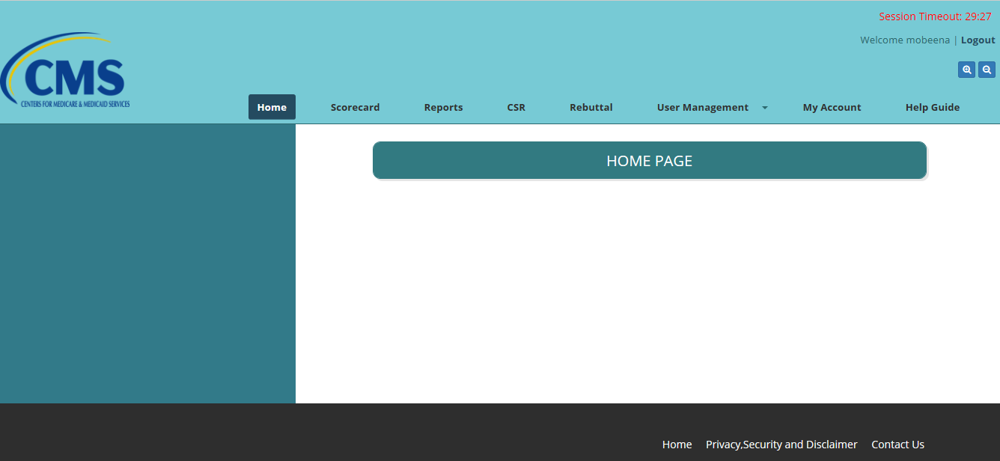 Session Timeout: 29:27
Welcome mobeena | Logout
CMS
CENTERS FOR MEDICARE & MEDICAID SERVICES
Home Scorecard Reports CSR Rebuttal User Management My Account Help Guide
HOME PAGE
Home Privacy,Security and Disclaimer Contact Us